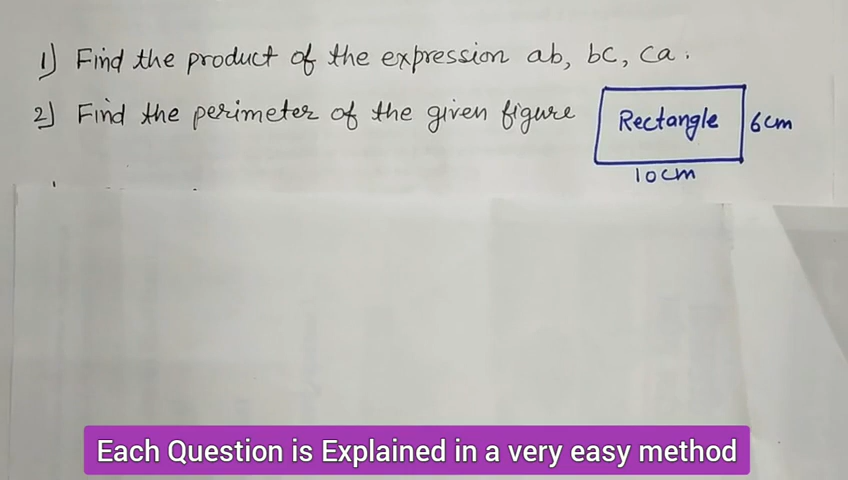 1) Find the product of the expression ab, bc, ca.
2) Find the perimeter of the given figure
Rectangle 6cm
10cm
Each Question is Explained in a very easy method